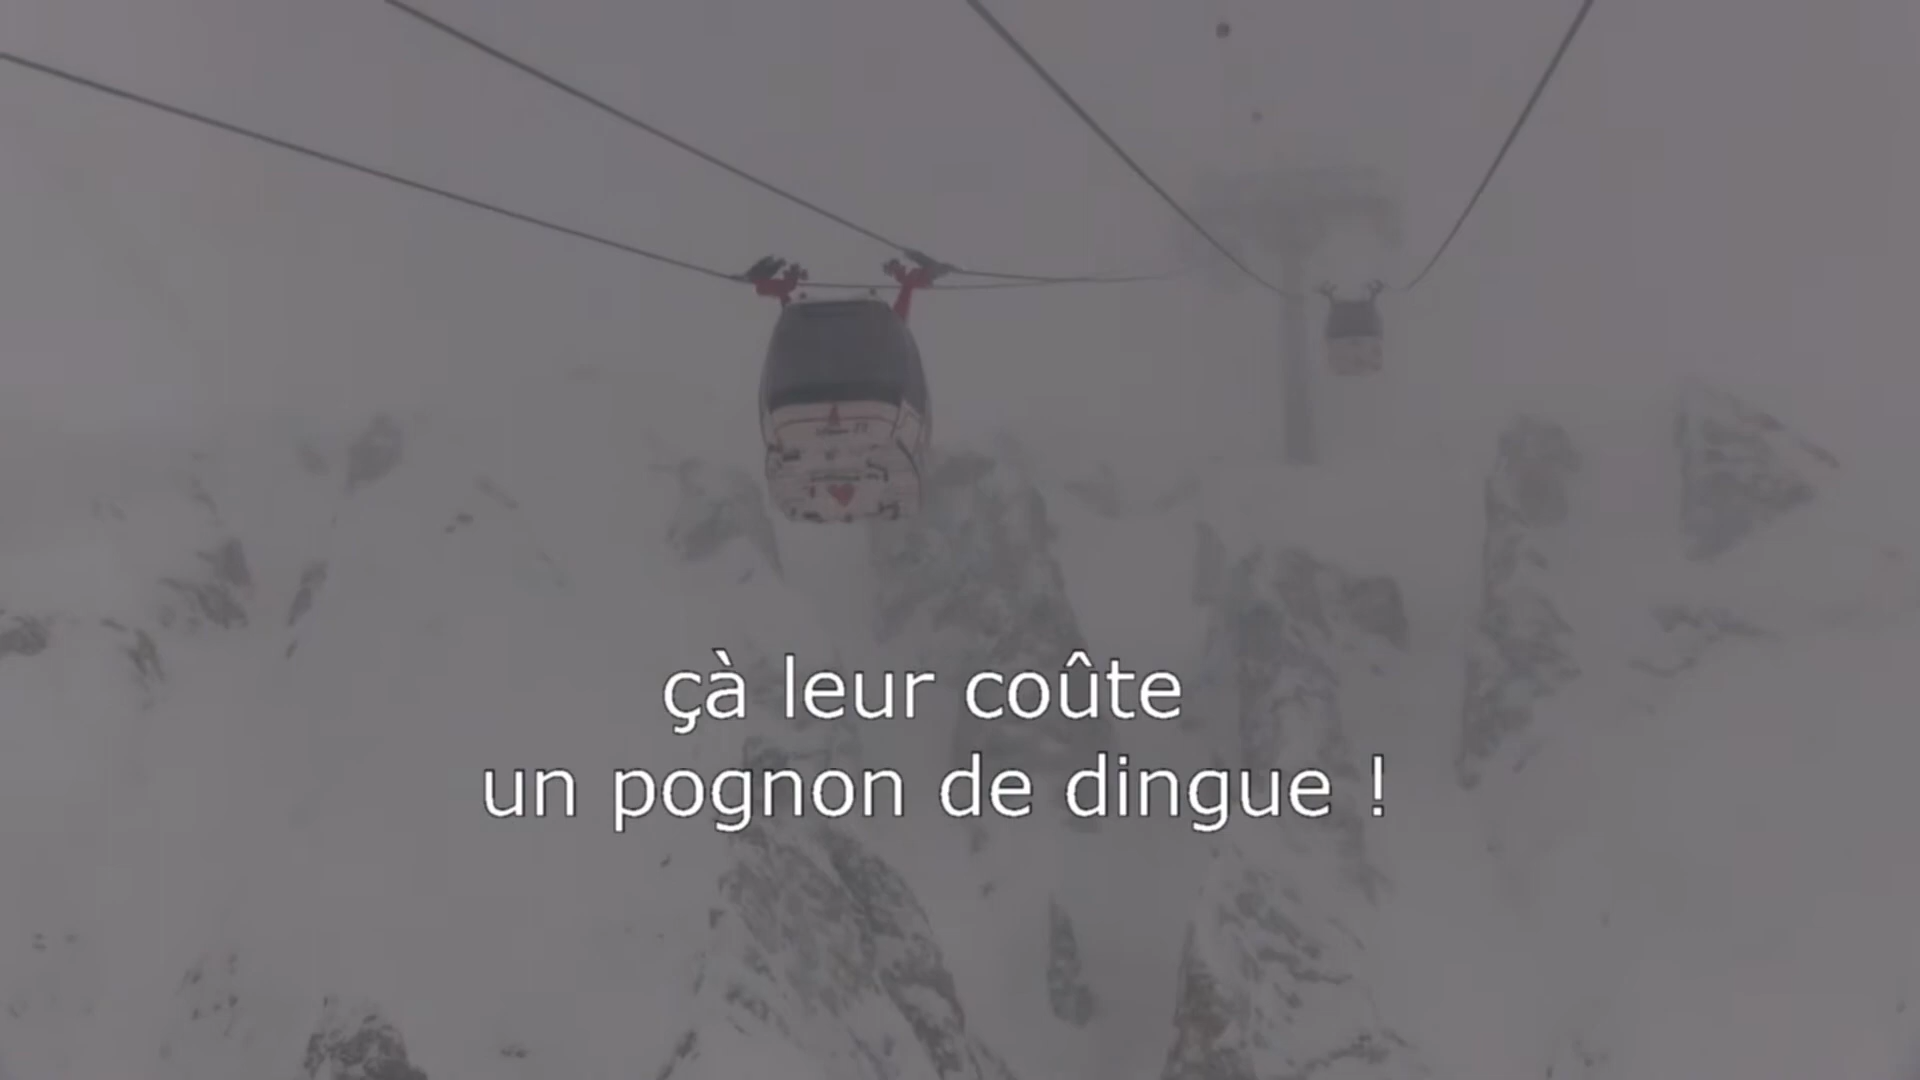 çà leur coûte
un pognon de dingue !